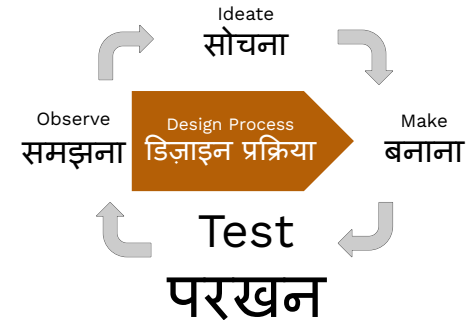 Ideate
सोचना
Observe
समझना
Design Process
डिज़ाइन प्रक्रिया
Make
बनाना
Test
परखन